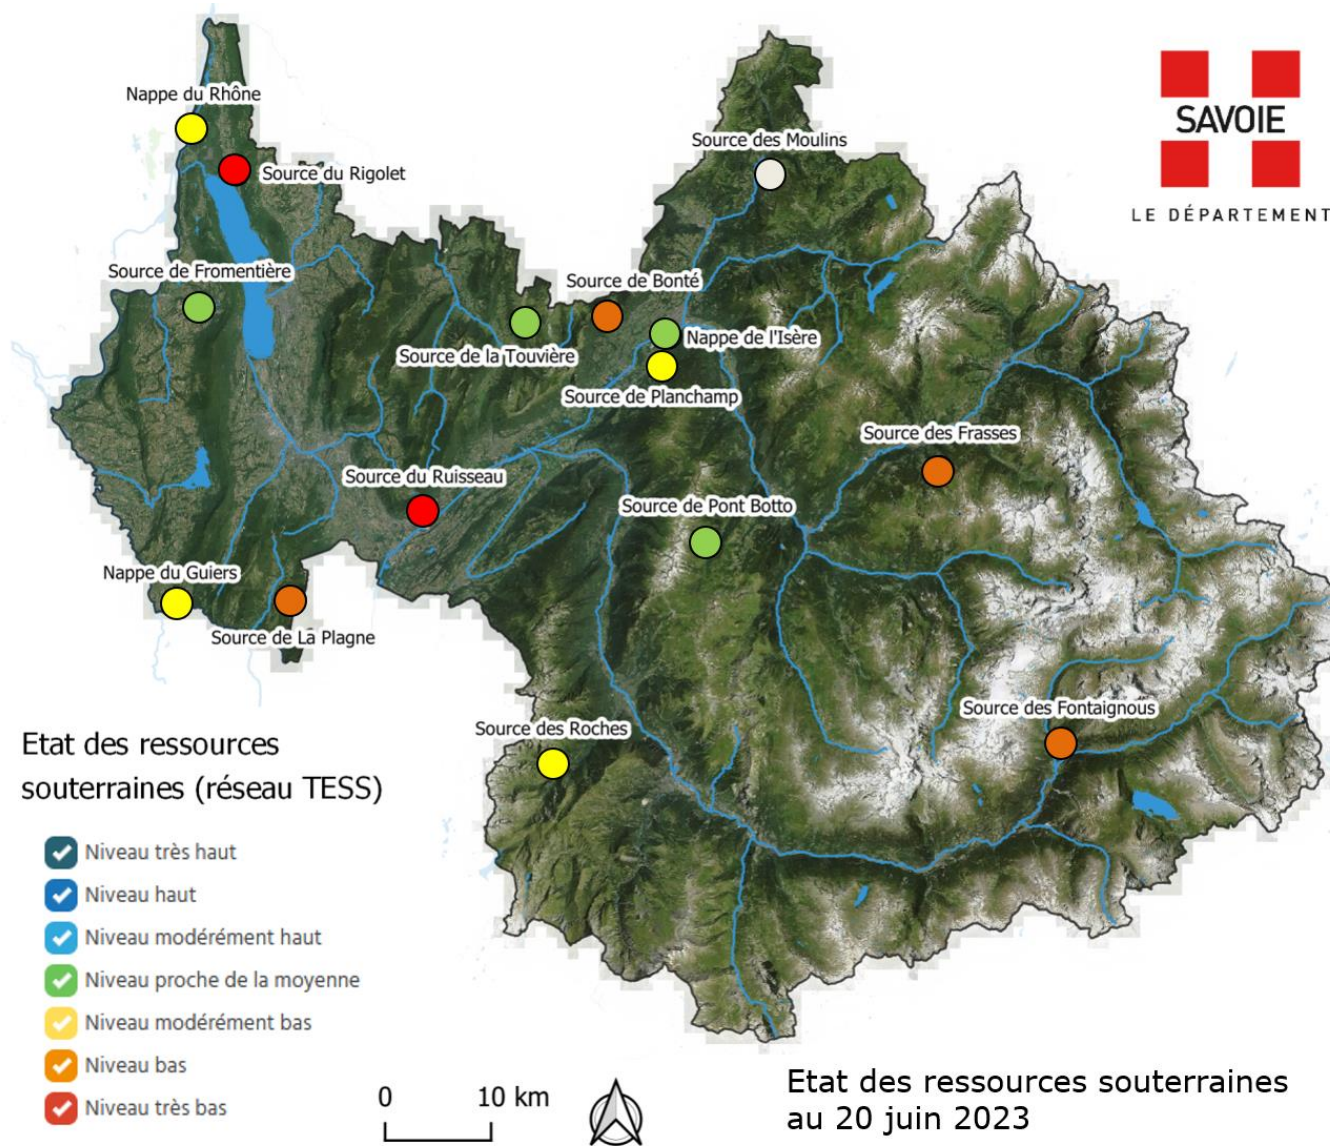 Nappe du Rhône
Source du Rigolet
Source des Moulins
SAVOIE
LE DÉPARTEMENT
Source de Fromentière
Source de Bonté
Source de la Touvière
Nappe de l'Isère
Source de Planchamp
Source des Frasses
Source du Ruisseau
Source de Pont Botto
Nappe du Guiers
Source de La Plagne
Source des Roches
Source des Fontaignous
Etat des ressources
souterraines (réseau TESS)
Niveau très haut
Niveau haut
Niveau modérément haut
Niveau proche de la moyenne
Niveau modérément bas
Niveau bas
Niveau très bas
0 10 km
Etat des ressources souterraines
au 20 juin 2023